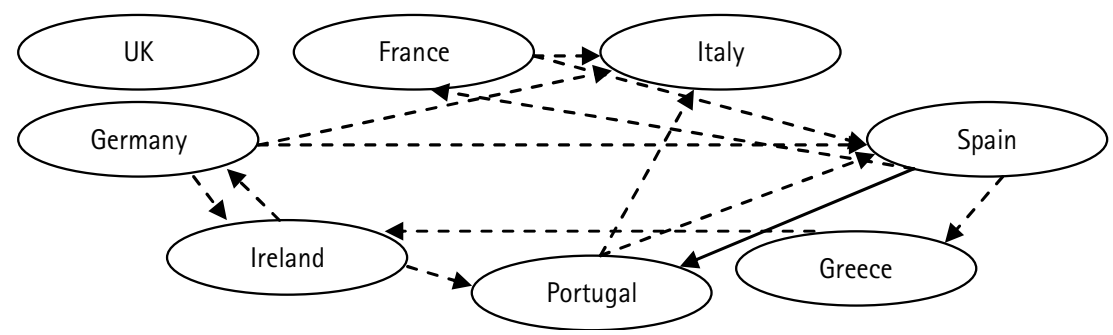 UK
France
Italy
Germany
Spain
Ireland
Portugal
Greece